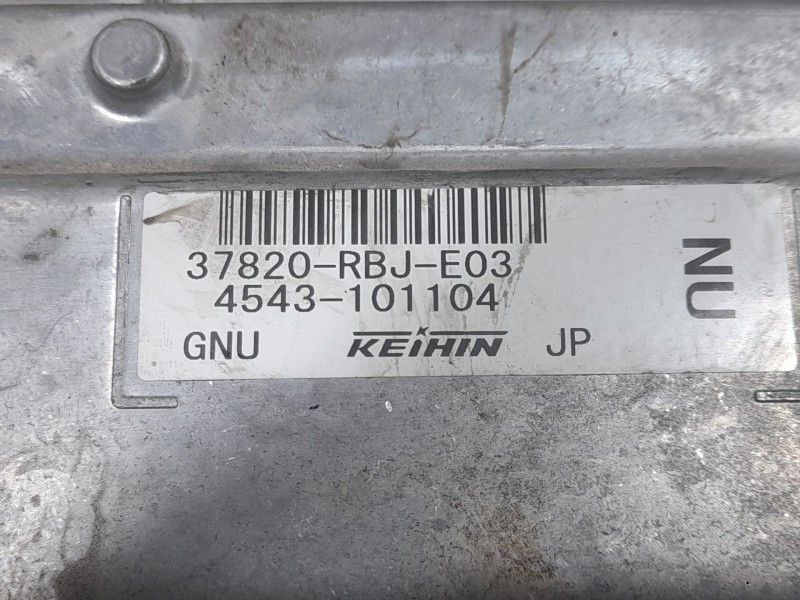 37820-RBJ-E03
4543-101104
GNU KEIHIN JP
NU